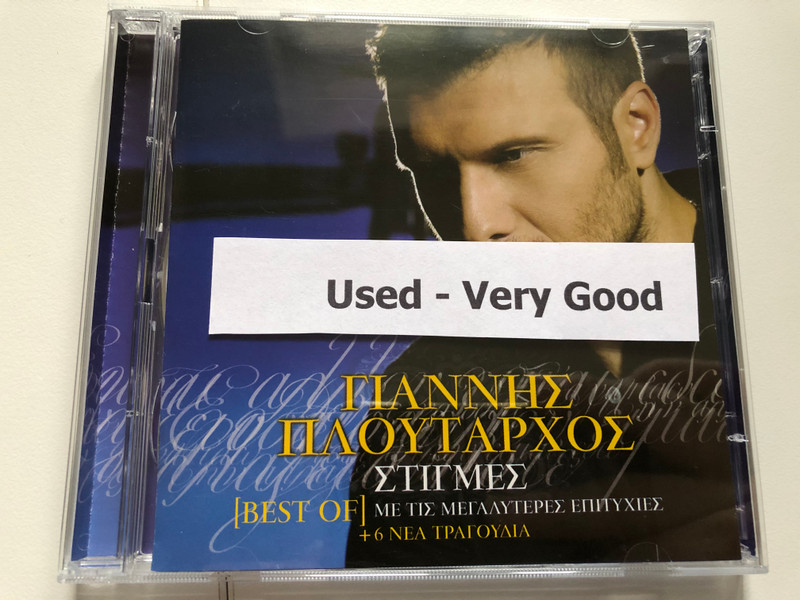 Used - Very Good
ΓΙΑΝΝΗΣ
ΠΛΟΥΤΑΡΧΟΣ
ΣΤΙΓΜΕΣ
[BEST OF] ΜΕ ΤΙΣ ΜΕΓΑΛΥΤΕΡΕΣ ΕΠΙΤΥΧΙΕΣ
+ 6 ΝΕΑ ΤΡΑΓΟΥΔΙΑ